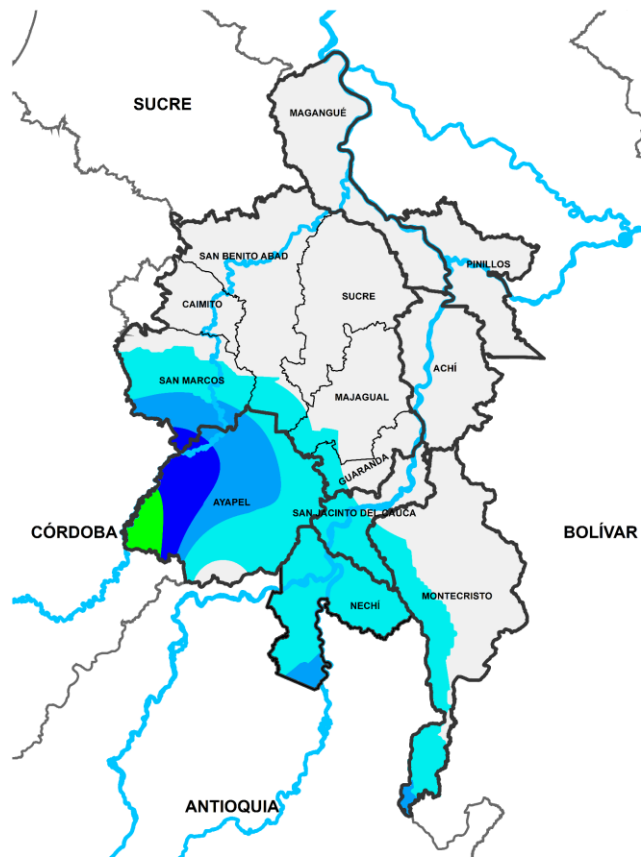 SUCRE
MAGANGUÉ
SAN BENITO ABAD
PINILLOS
CAIMITO
SUCRE
ACHÍ
SAN MARCOS
MAJAGUAL
GUARANDA
AYAPEL
SAN JACINTO DEL CAUCA
CÓRDOBA
BOLÍVAR
MONTECRISTO
NECHÍ
ANTIOQUIA